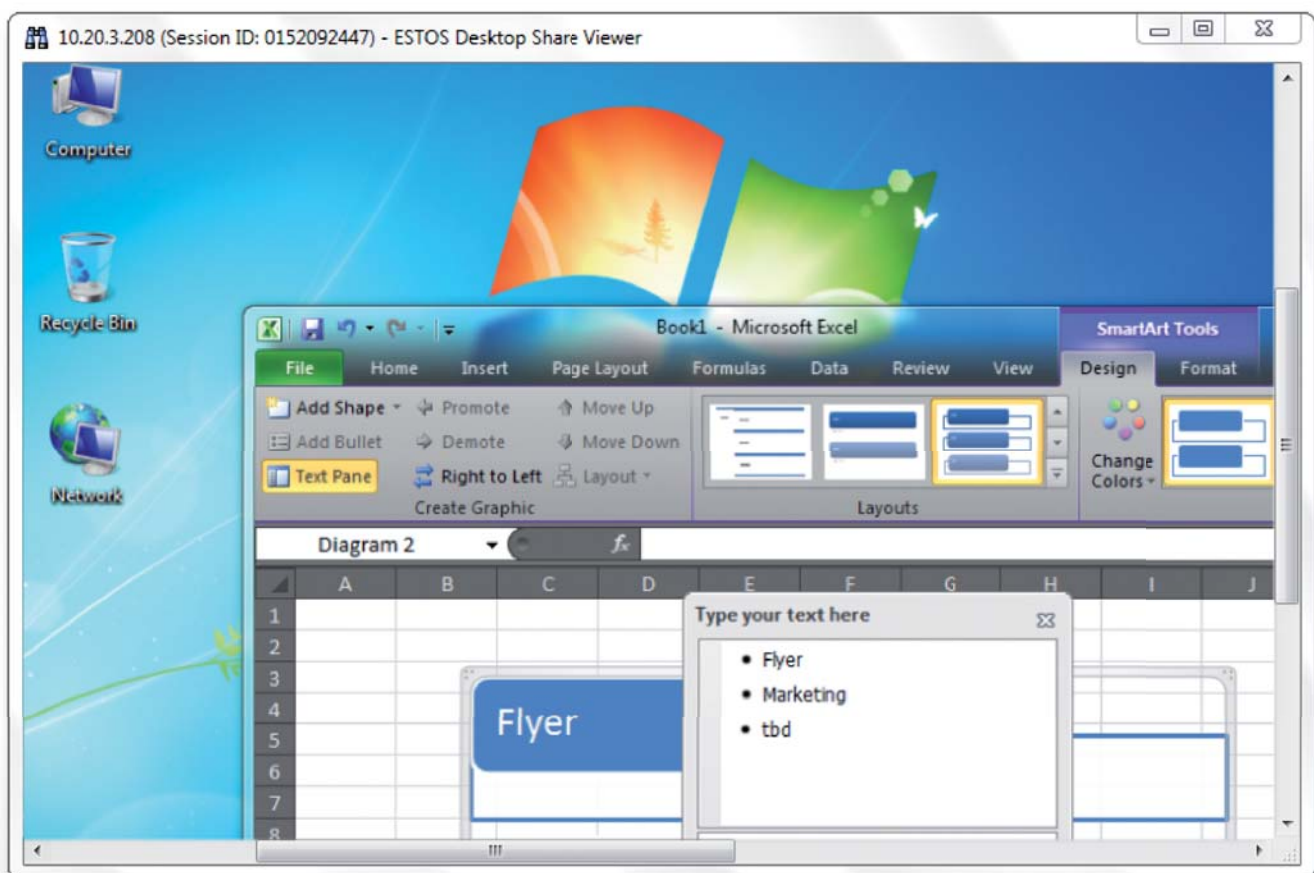 10.20.3.208 (Session ID: 0152092447) - ESTOS Desktop Share Viewer
Computer
Recycle Bin
Network
Book1 - Microsoft Excel
SmartArt Tools
File Home Insert Page Layout Formulas Data Review View Design Format
Add Shape Promote Move Up
Add Bullet Demote Move Down
Text Pane Right to Left Layout
Change
Colors
Create Graphic Layouts
Diagram 2 fx
A B C D E F G H I J
1
2
3
4
5
6
7
8
Type your text here
• Flyer
• Marketing
• tbd
Flyer